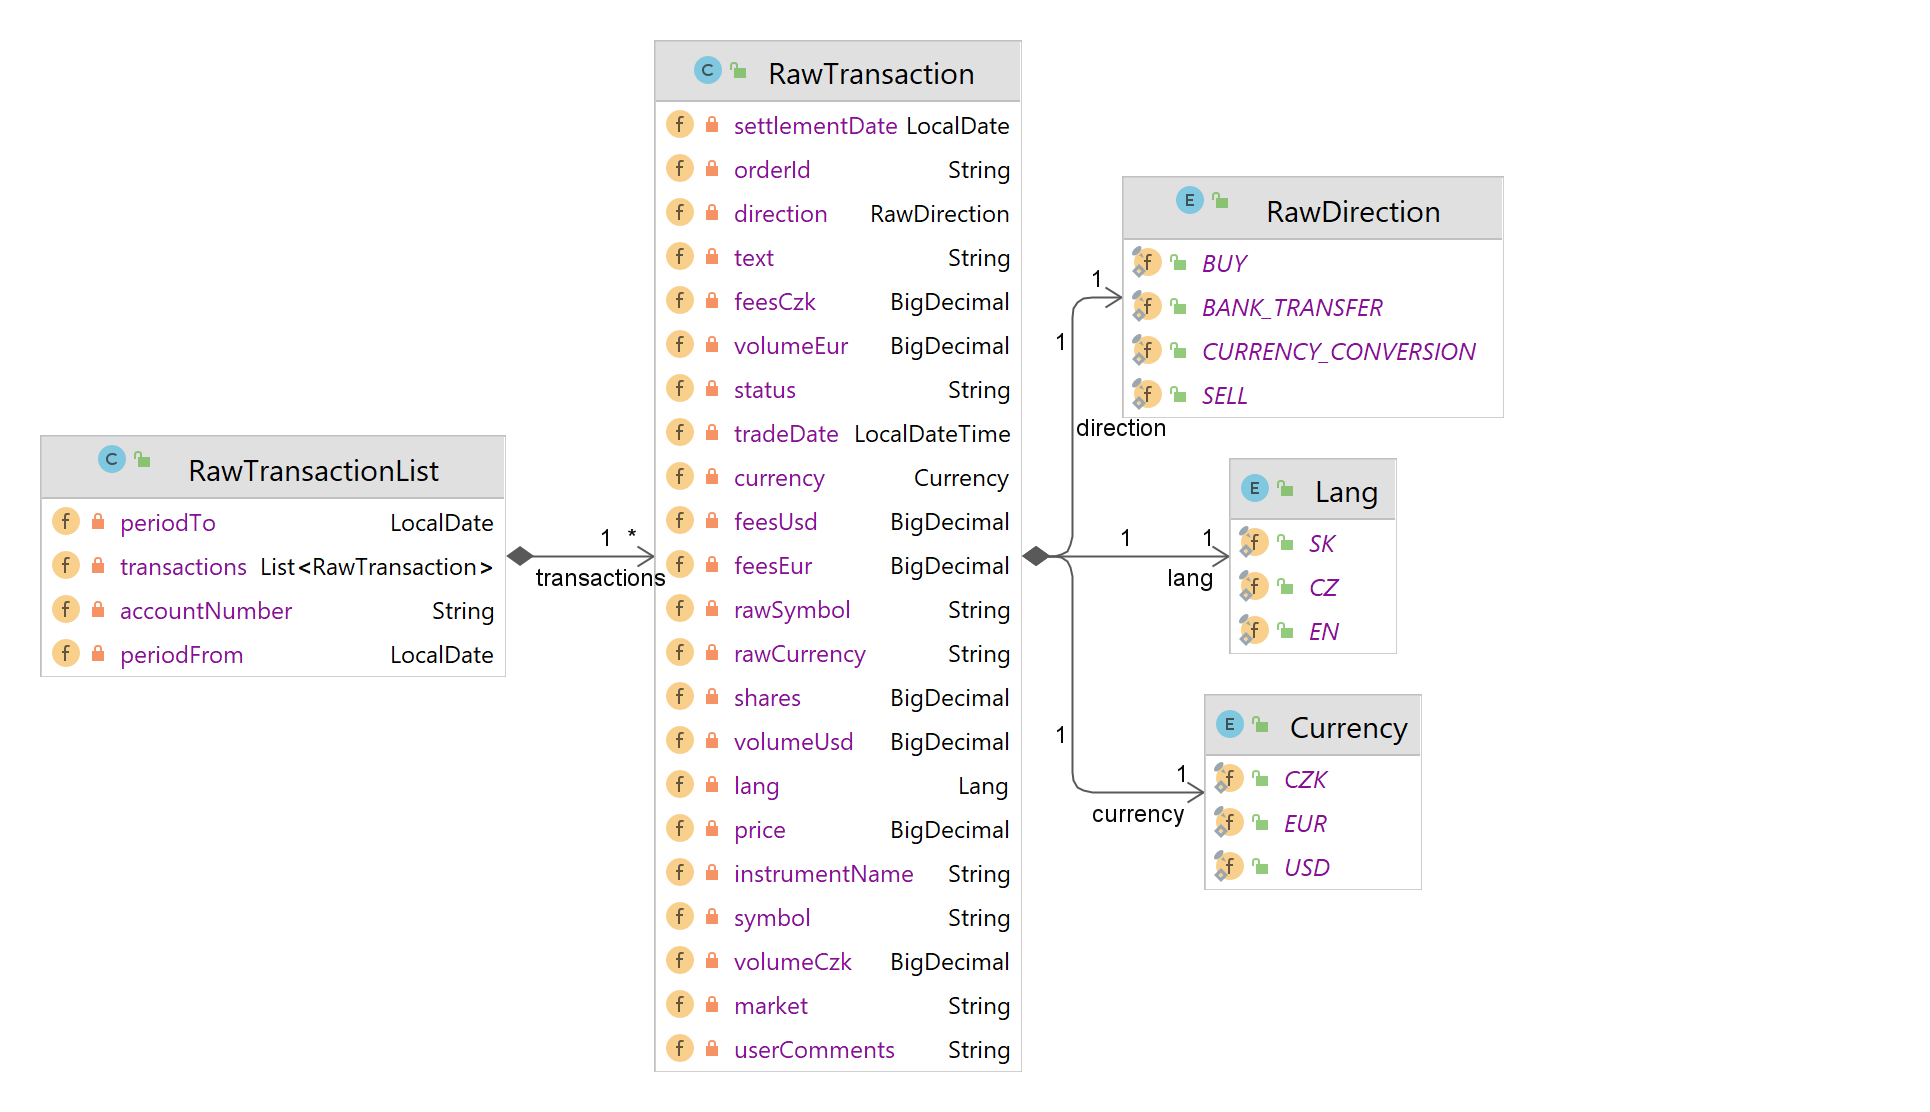 C RawTransactionList
f periodTo LocalDate
f transactions List<RawTransaction>
f accountNumber String
f periodFrom LocalDate
1 *
transactions
C RawTransaction
f settlementDate LocalDate
f orderId String
f direction RawDirection
f text String
f feesCzk BigDecimal
f volumeEur BigDecimal
f status String
f tradeDate LocalDateTime
f currency Currency
f feesUsd BigDecimal
f feesEur BigDecimal
f rawSymbol String
f rawCurrency String
f shares BigDecimal
f volumeUsd BigDecimal
f lang Lang
f price BigDecimal
f instrumentName String
f symbol String
f volumeCzk BigDecimal
f market String
f userComments String
1
1
direction
1 1
lang
1
1
currency
E RawDirection
f BUY
f BANK_TRANSFER
f CURRENCY_CONVERSION
f SELL
E Lang
f SK
f CZ
f EN
E Currency
f CZK
f EUR
f USD